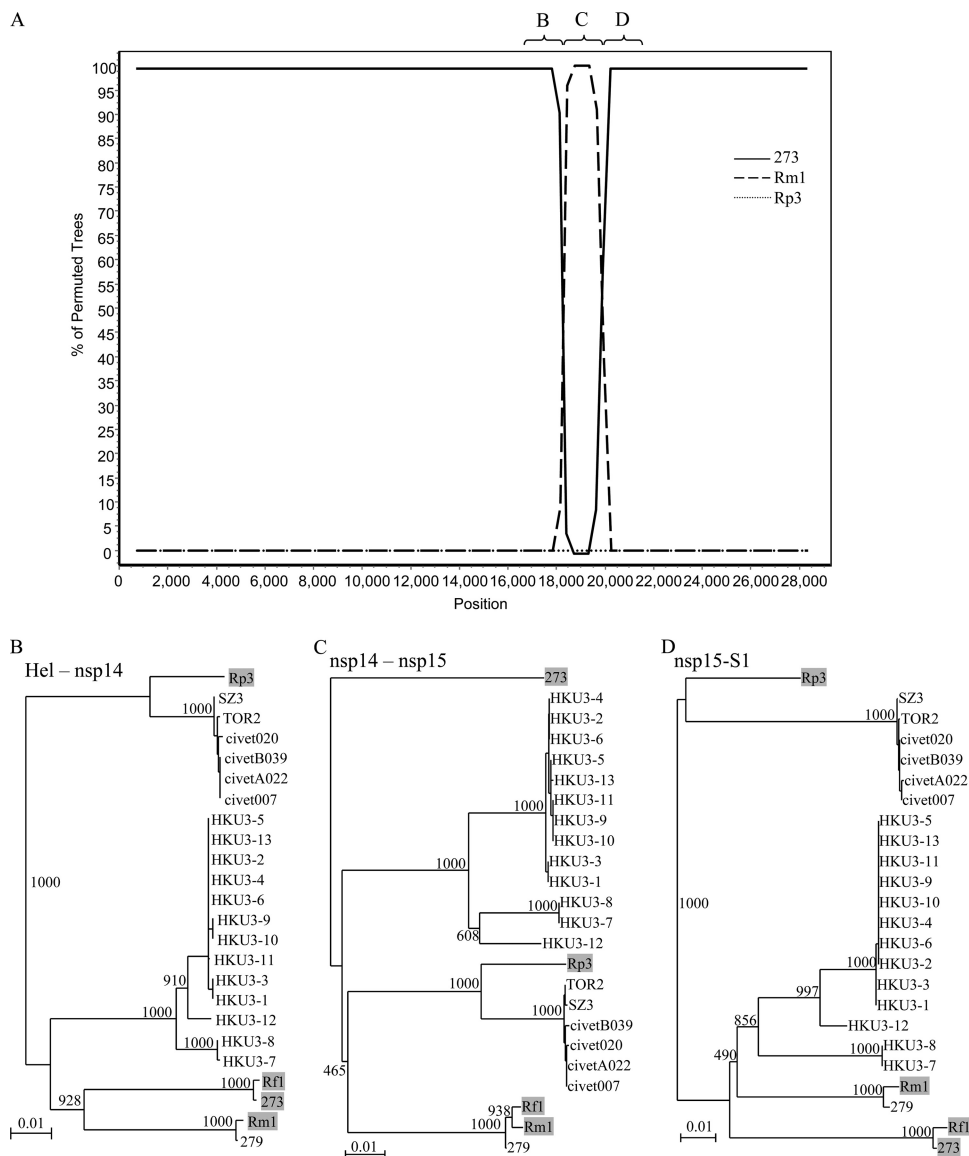 A
B C D
100
95
90
85
80
75
70
65
60
55
50
45
40
35
30
25
20
15
10
5
0
% of Permuted Trees
273
Rm1
Rp3
0 2,000 4,000 6,000 8,000 10,000 12,000 14,000 16,000 18,000 20,000 22,000 24,000 26,000 28,000
Position
B
Hel – nsp14
Rp3
SZ3
1000
TOR2
civet020
civetB039
civetA022
civet007
HKU3-5
HKU3-13
HKU3-2
HKU3-4
1000
HKU3-6
HKU3-9
HKU3-10
HKU3-11
910
HKU3-3
HKU3-1
1000
HKU3-12
HKU3-8
1000
HKU3-7
1000
Rf1
928
273
1000
Rm1
279
0.01
C
nsp14 – nsp15
273
HKU3-4
HKU3-2
HKU3-6
HKU3-5
HKU3-13
HKU3-11
1000
HKU3-9
HKU3-10
1000
HKU3-3
HKU3-1
1000
HKU3-8
HKU3-7
608
HKU3-12
Rp3
1000
TOR2
SZ3
1000
civetB039
civet020
civetA022
465
civet007
938
Rf1
1000
Rm1
279
0.01
D
nsp15-S1
Rp3
SZ3
1000
TOR2
civet020
civetB039
civetA022
civet007
HKU3-5
HKU3-13
HKU3-11
HKU3-9
1000
HKU3-10
HKU3-4
HKU3-6
1000
HKU3-2
HKU3-3
997
HKU3-1
856
HKU3-12
HKU3-8
1000
HKU3-7
490
1000
Rm1
279
Rf1
1000
273
0.01